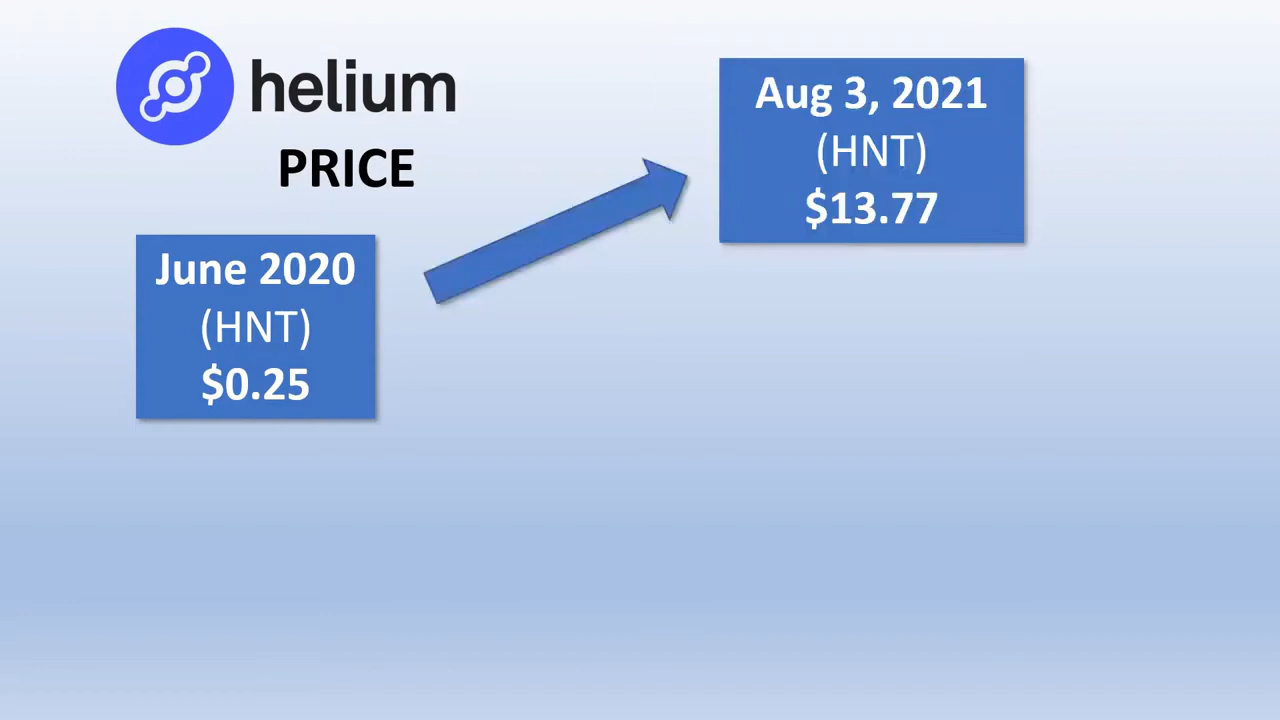 helium
PRICE
June 2020
(HNT)
$0.25
Aug 3, 2021
(HNT)
$13.77